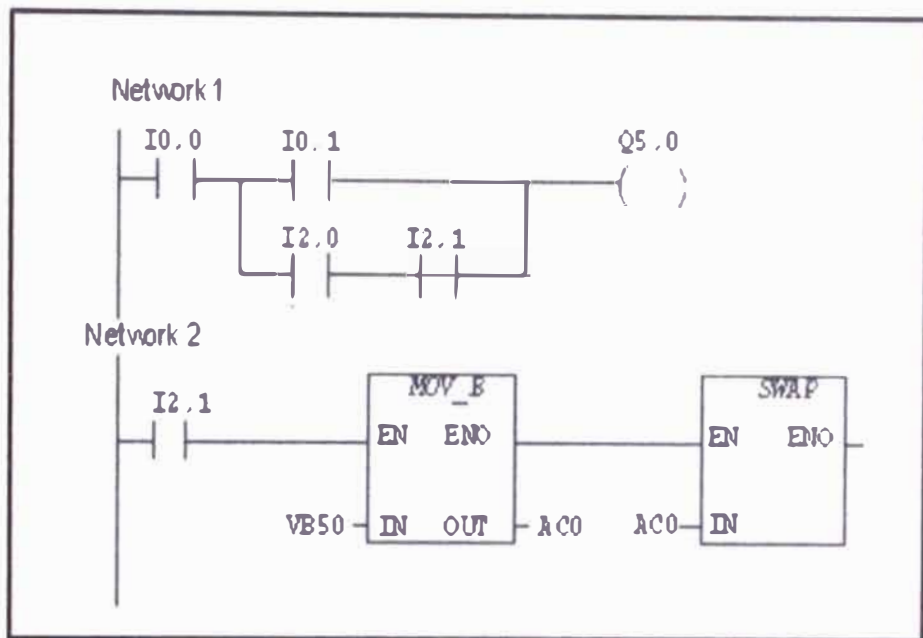 Network 1
I0,0 I0.1 Q5,0
I2,0 I2.1
Network 2
I2,1 MOV_B SWAP
EN ENO EN ENO
VB50 IN OUT AC0 AC0 IN